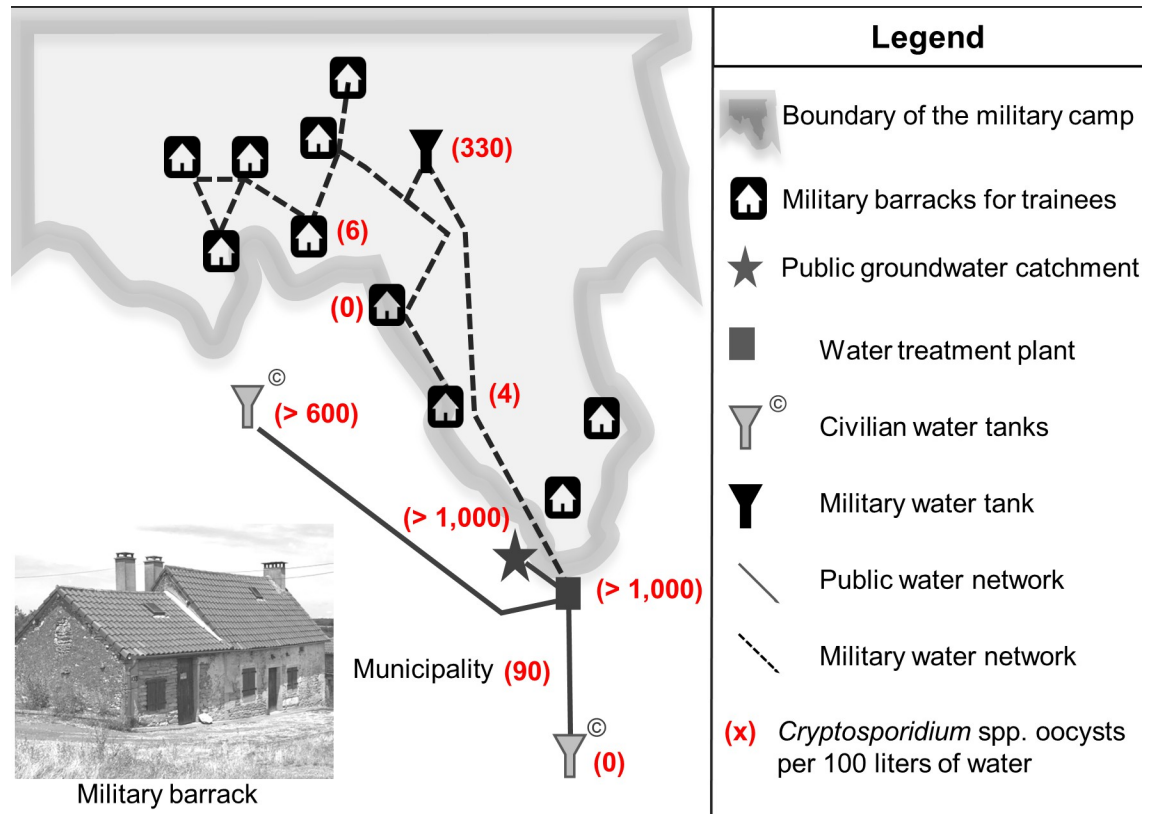 (330)
(6)
(0)
(4)
©
(> 600)
(> 1,000)
(> 1,000)
Municipality (90)
©
(0)
Military barrack
Legend
Boundary of the military camp
Military barracks for trainees
Public groundwater catchment
Water treatment plant
©
Civilian water tanks
Military water tank
Public water network
Military water network
(x) Cryptosporidium spp. oocysts
per 100 liters of water